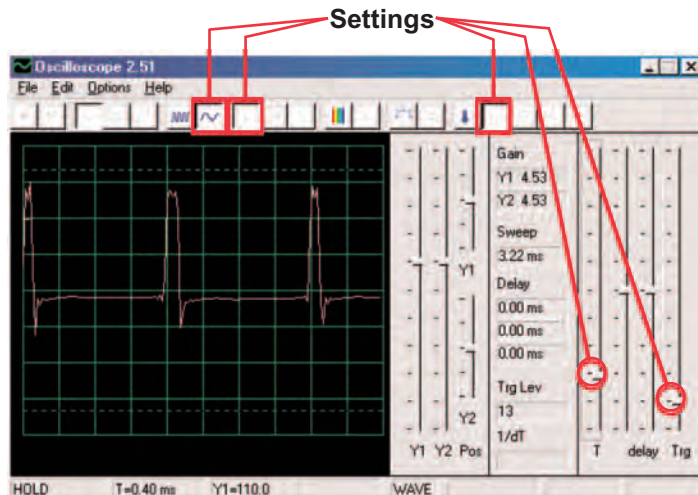 Settings
Oscilloscope 2.51
File Edit Options Help
Gain
Y1 4.53
Y2 4.53
Sweep
3.22 ms
Delay
0.00 ms
0.00 ms
0.00 ms
Trg Lev
13
1/dT
Y1
Y2
Y1 Y2 Pos
T delay Trg
HOLD T=0.40 ms Y1=110.0 WAVE